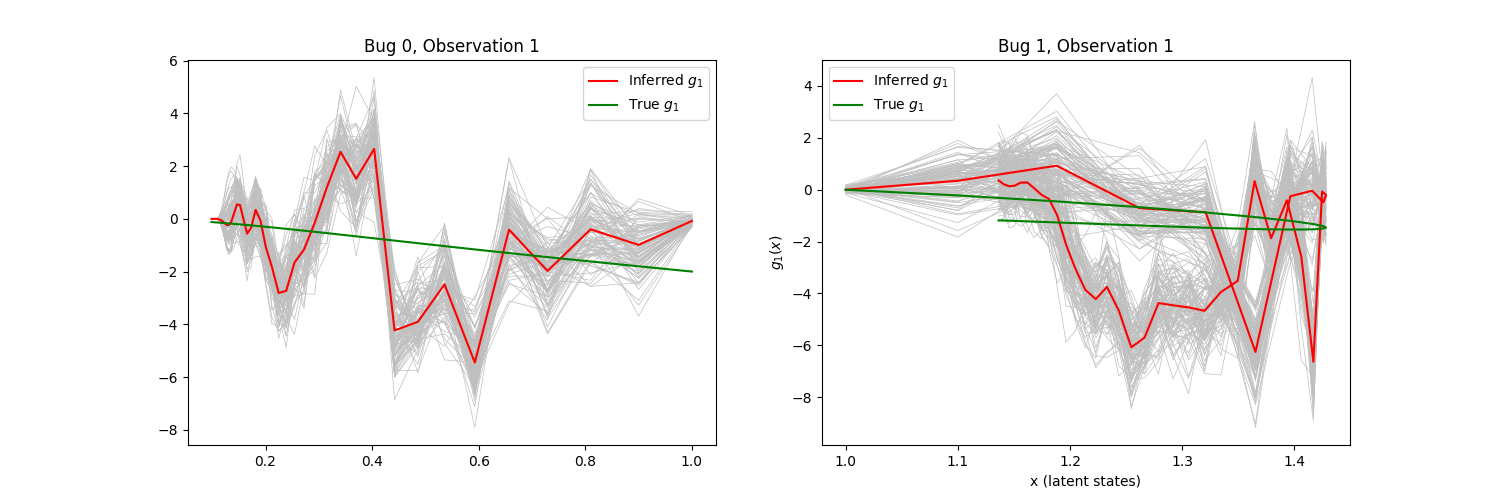 Bug 0, Observation 1
Inferred g₁
True g₁
6
4
2
0
−2
−4
−6
−8
0.2 0.4 0.6 0.8 1.0
Bug 1, Observation 1
Inferred g₁
True g₁
4
2
0
−2
−4
−6
−8
g₁(x)
1.0 1.1 1.2 1.3 1.4
x (latent states)